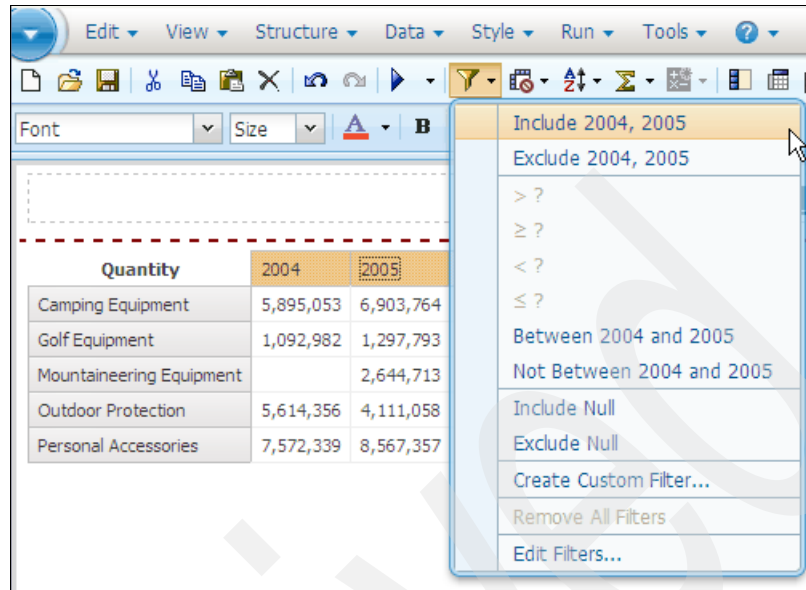 Edit View Structure Data Style Run Tools ?
Font Size A B
Include 2004, 2005
Exclude 2004, 2005
> ?
≥ ?
< ?
≤ ?
Between 2004 and 2005
Not Between 2004 and 2005
Include Null
Exclude Null
Create Custom Filter...
Remove All Filters
Edit Filters...
Quantity 2004 2005
Camping Equipment 5,895,053 6,903,764
Golf Equipment 1,092,982 1,297,793
Mountaineering Equipment 2,644,713
Outdoor Protection 5,614,356 4,111,058
Personal Accessories 7,572,339 8,567,357